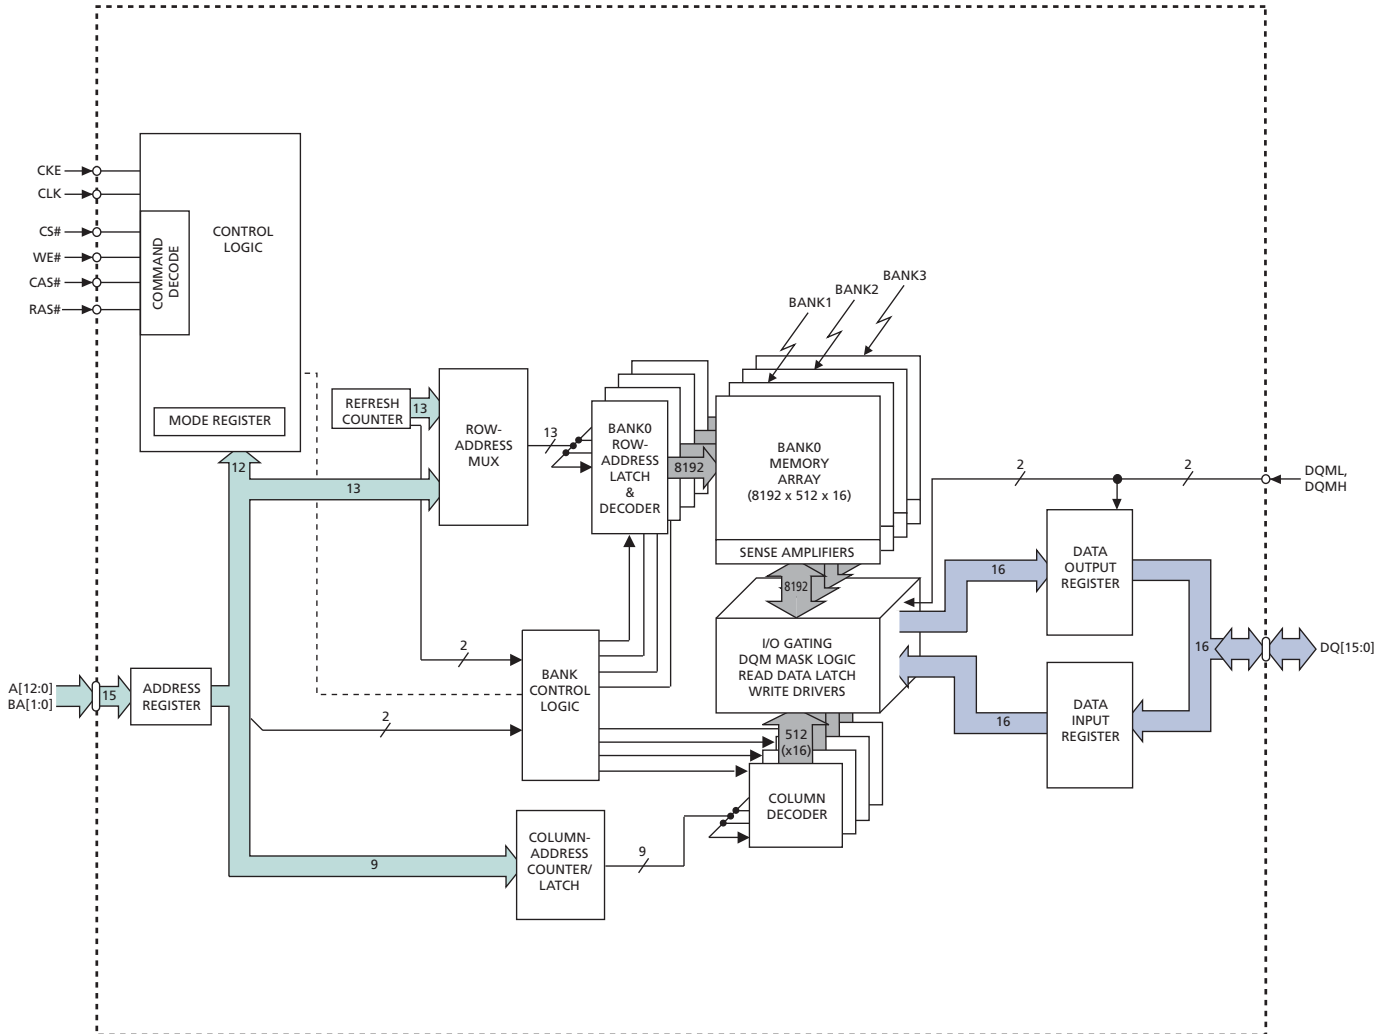 CKE
CLK
CS#
WE#
CAS#
RAS#
COMMAND
DECODE
CONTROL
LOGIC
MODE REGISTER
12
REFRESH
COUNTER
13
13
ROW-
ADDRESS
MUX
13
BANK0
ROW-
ADDRESS
LATCH
&
DECODER
8192
BANK1
BANK2
BANK3
BANK0
MEMORY
ARRAY
(8192 x 512 x 16)
SENSE AMPLIFIERS
8192
I/O GATING
DQM MASK LOGIC
READ DATA LATCH
WRITE DRIVERS
2
2
DQML,
DQMH
16
DATA
OUTPUT
REGISTER
16
DQ[15:0]
16
DATA
INPUT
REGISTER
A[12:0]
BA[1:0]
15
ADDRESS
REGISTER
2
2
BANK
CONTROL
LOGIC
512
(x16)
COLUMN
DECODER
9
COLUMN-
ADDRESS
COUNTER/
LATCH
9